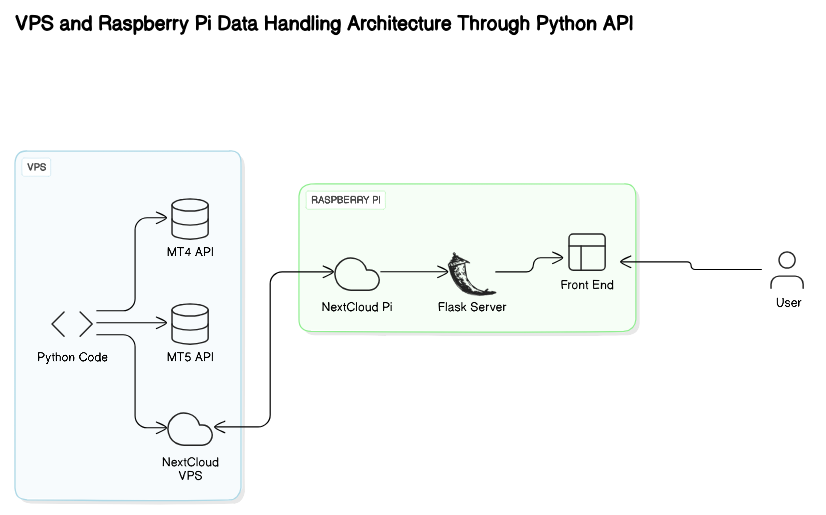 VPS and Raspberry Pi Data Handling Architecture Through Python API
VPS
MT4 API
Python Code
MT5 API
NextCloud
VPS
RASPBERRY PI
NextCloud Pi
Flask Server
Front End
User